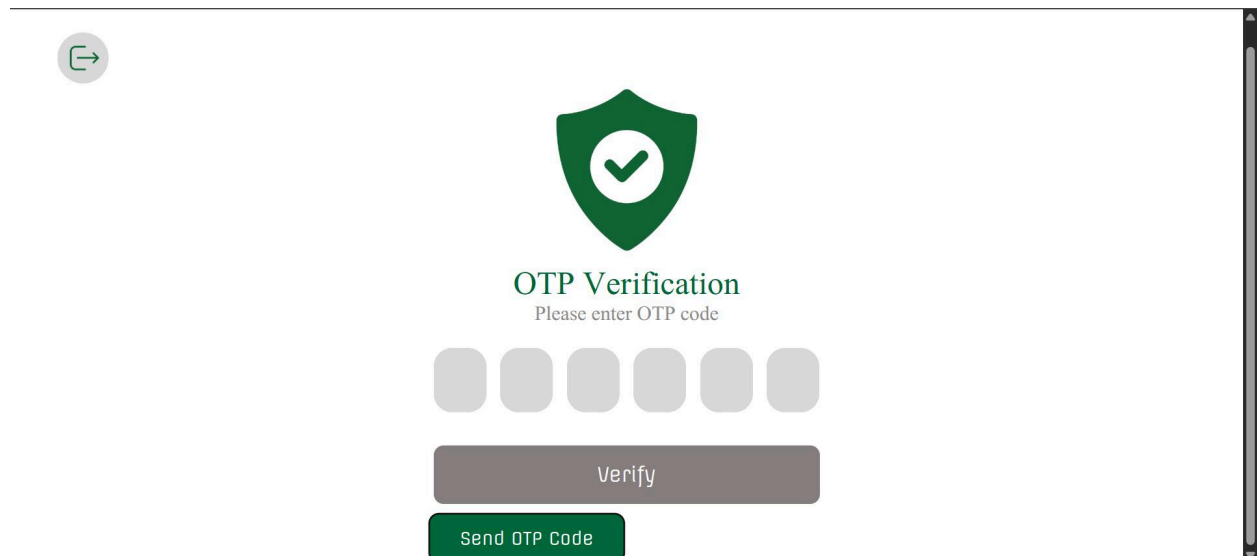 OTP Verification
Please enter OTP code
Verify
Send OTP Code